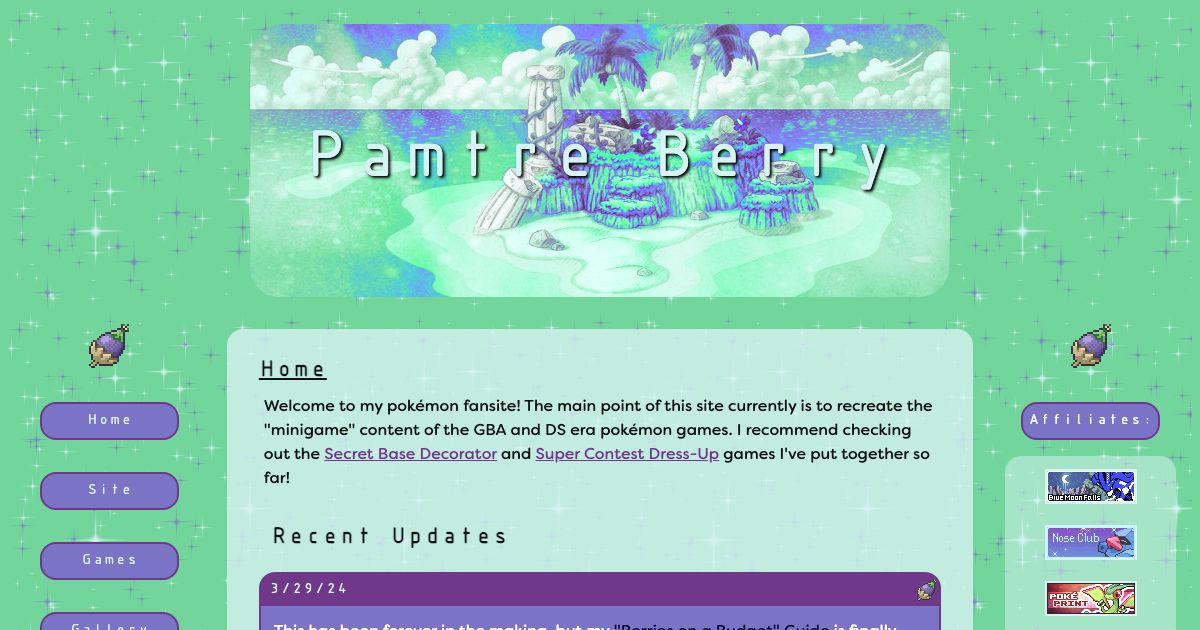 Pamtre Berry
Home
Site
Games
Gallery
Home
Welcome to my pokémon fansite! The main point of this site currently is to recreate the
"minigame" content of the GBA and DS era pokémon games. I recommend checking
out the Secret Base Decorator and Super Contest Dress-Up games I've put together so
far!
Recent Updates
3/29/24
This has been forever in the making, but my "Berries on a Budget" Guide is finally
Affiliates:
Blue Moon Falls
Nose Club
POKÉ
PRINT